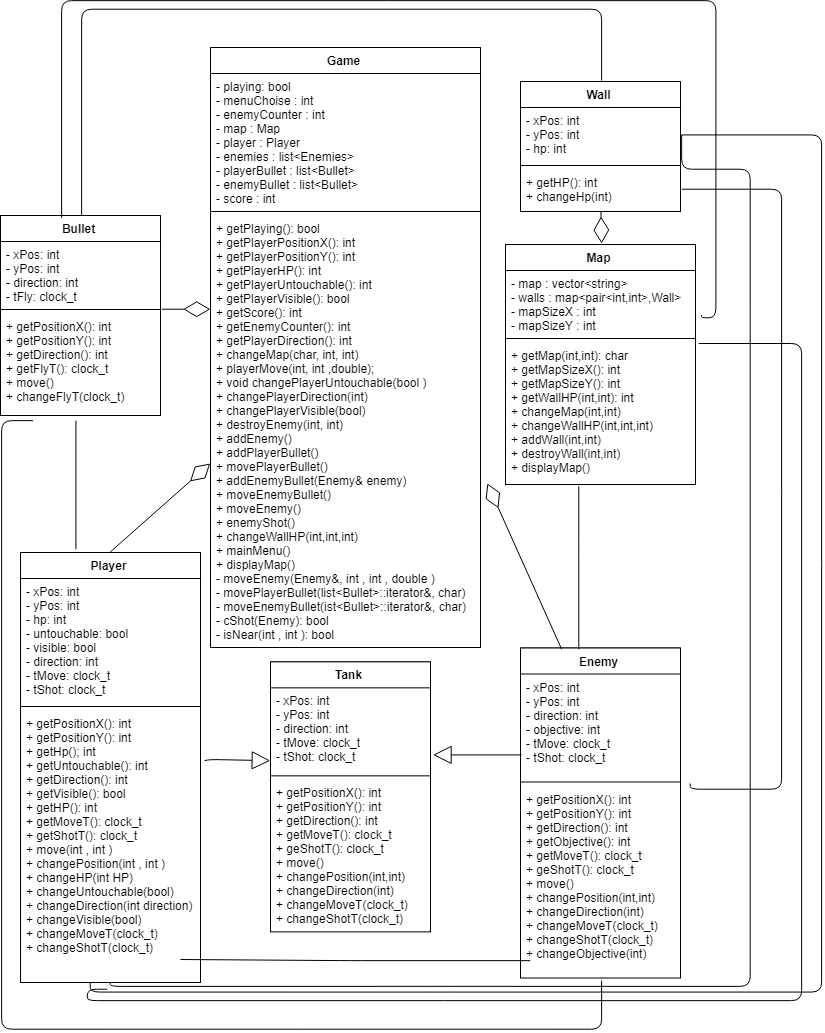 Game
- playing: bool
- menuChoise : int
- enemyCounter : int
- map : Map
- player : Player
- enemies : list<Enemies>
- playerBullet : list<Bullet>
- enemyBullet : list<Bullet>
- score : int
+ getPlaying(): bool
+ getPlayerPositionX(): int
+ getPlayerPositionY(): int
+ getPlayerHP(): int
+ getPlayerUntouchable(): int
+ getPlayerVisible(): bool
+ getScore(): int
+ getEnemyCounter(): int
+ getPlayerDirection(): int
+ changeMap(char, int, int)
+ playerMove(int, int ,double);
+ void changePlayerUntouchable(bool )
+ changePlayerDirection(int)
+ changePlayerVisible(bool)
+ destroyEnemy(int, int)
+ addEnemy()
+ addPlayerBullet()
+ movePlayerBullet()
+ addEnemyBullet(Enemy& enemy)
+ moveEnemyBullet()
+ moveEnemy()
+ enemyShot()
+ changeWallHP(int,int,int)
+ mainMenu()
+ displayMap()
- moveEnemy(Enemy&, int , int , double )
- movePlayerBullet(list<Bullet>::iterator&, char)
- moveEnemyBullet(ist<Bullet>::iterator&, char)
- cShot(Enemy): bool
- isNear(int , int ): bool
Wall
- xPos: int
- yPos: int
- hp: int
+ getHP(): int
+ changeHp(int)
Bullet
- xPos: int
- yPos: int
- direction: int
- tFly: clock_t
+ getPositionX(): int
+ getPositionY(): int
+ getDirection(): int
+ getFlyT(): clock_t
+ move()
+ changeFlyT(clock_t)
Map
- map : vector<string>
- walls : map<pair<int,int>,Wall>
- mapSizeX : int
- mapSizeY : int
+ getMap(int,int): char
+ getMapSizeX(): int
+ getMapSizeY(): int
+ getWallHP(int,int): int
+ changeMap(int,int)
+ changeWallHP(int,int,int)
+ addWall(int,int)
+ destroyWall(int,int)
+ displayMap()
Player
- xPos: int
- yPos: int
- hp: int
- untouchable: bool
- visible: bool
- direction: int
- tMove: clock_t
- tShot: clock_t
+ getPositionX(): int
+ getPositionY(): int
+ getHp(); int
+ getUntouchable(): int
+ getDirection(): int
+ getVisible(): bool
+ getHP(): int
+ getMoveT(): clock_t
+ getShotT(): clock_t
+ move(int , int )
+ changePosition(int , int )
+ changeHP(int HP)
+ changeUntouchable(bool)
+ changeDirection(int direction)
+ changeVisible(bool)
+ changeMoveT(clock_t)
+ changeShotT(clock_t)
Tank
- xPos: int
- yPos: int
- direction: int
- tMove: clock_t
- tShot: clock_t
+ getPositionX(): int
+ getPositionY(): int
+ getDirection(): int
+ getMoveT(): clock_t
+ geShotT(): clock_t
+ move()
+ changePosition(int,int)
+ changeDirection(int)
+ changeMoveT(clock_t)
+ changeShotT(clock_t)
Enemy
- xPos: int
- yPos: int
- direction: int
- objective: int
- tMove: clock_t
- tShot: clock_t
+ getPositionX(): int
+ getPositionY(): int
+ getDirection(): int
+ getObjective(): int
+ getMoveT(): clock_t
+ geShotT(): clock_t
+ move()
+ changePosition(int,int)
+ changeDirection(int)
+ changeMoveT(clock_t)
+ changeShotT(clock_t)
+ changeObjective(int)